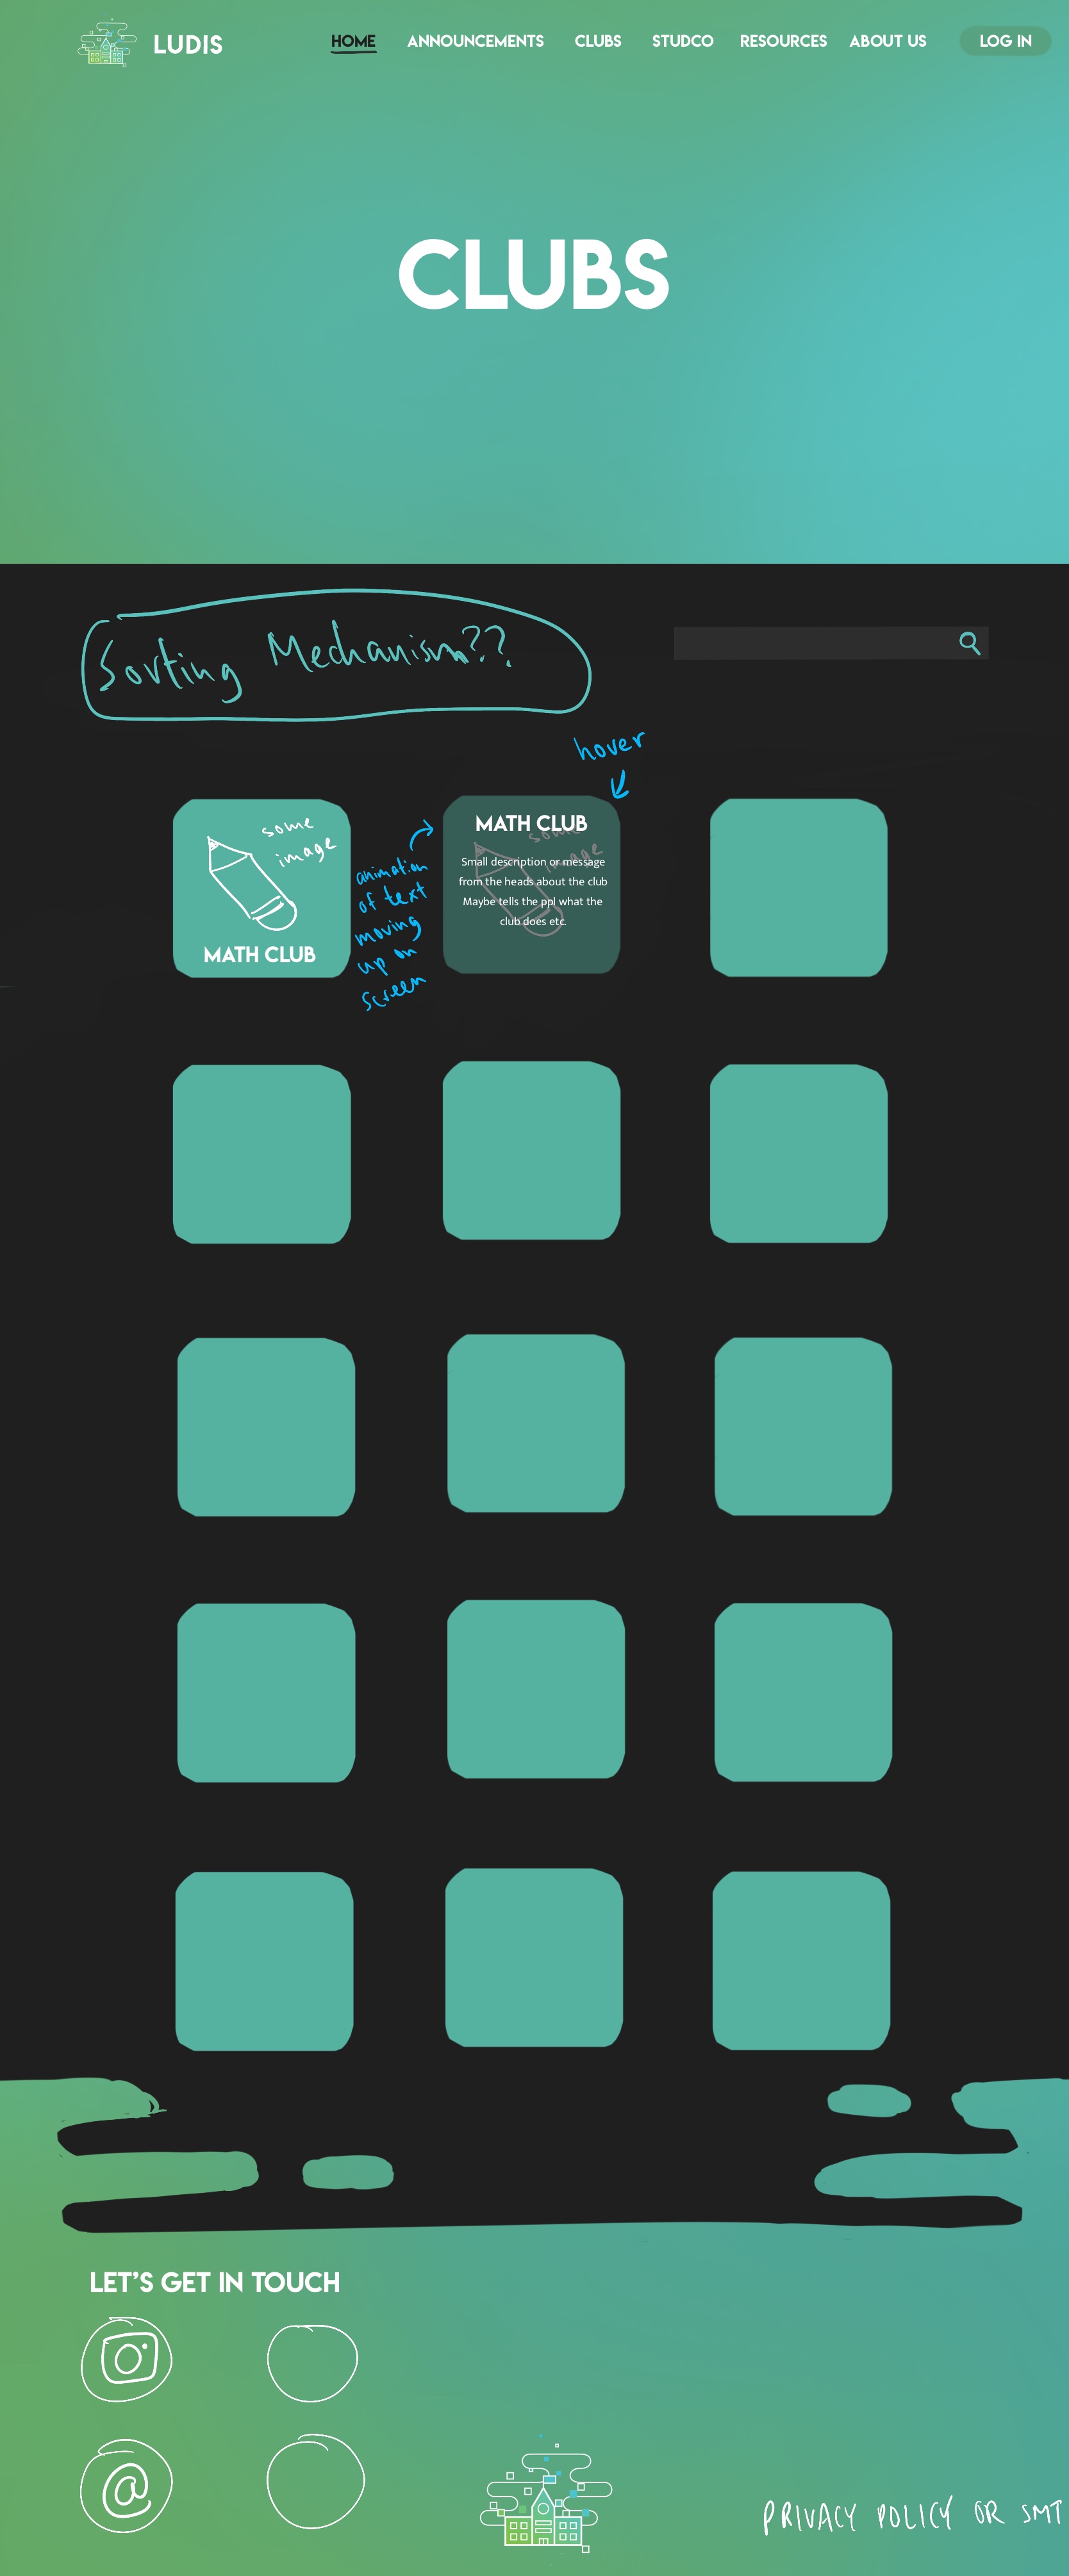 LUDIS
HOME ANNOUNCEMENTS CLUBS STUDCO RESOURCES ABOUT US LOG IN
CLUBS
Sorting Mechanism??
hover
some
image
MATH CLUB
animation
of text
moving
up on
screen
MATH CLUB
some
image
Small description or message
from the heads about the club
Maybe tells the ppl what the
club does etc.
LET'S GET IN TOUCH
@
PRIVACY POLICY OR SMT